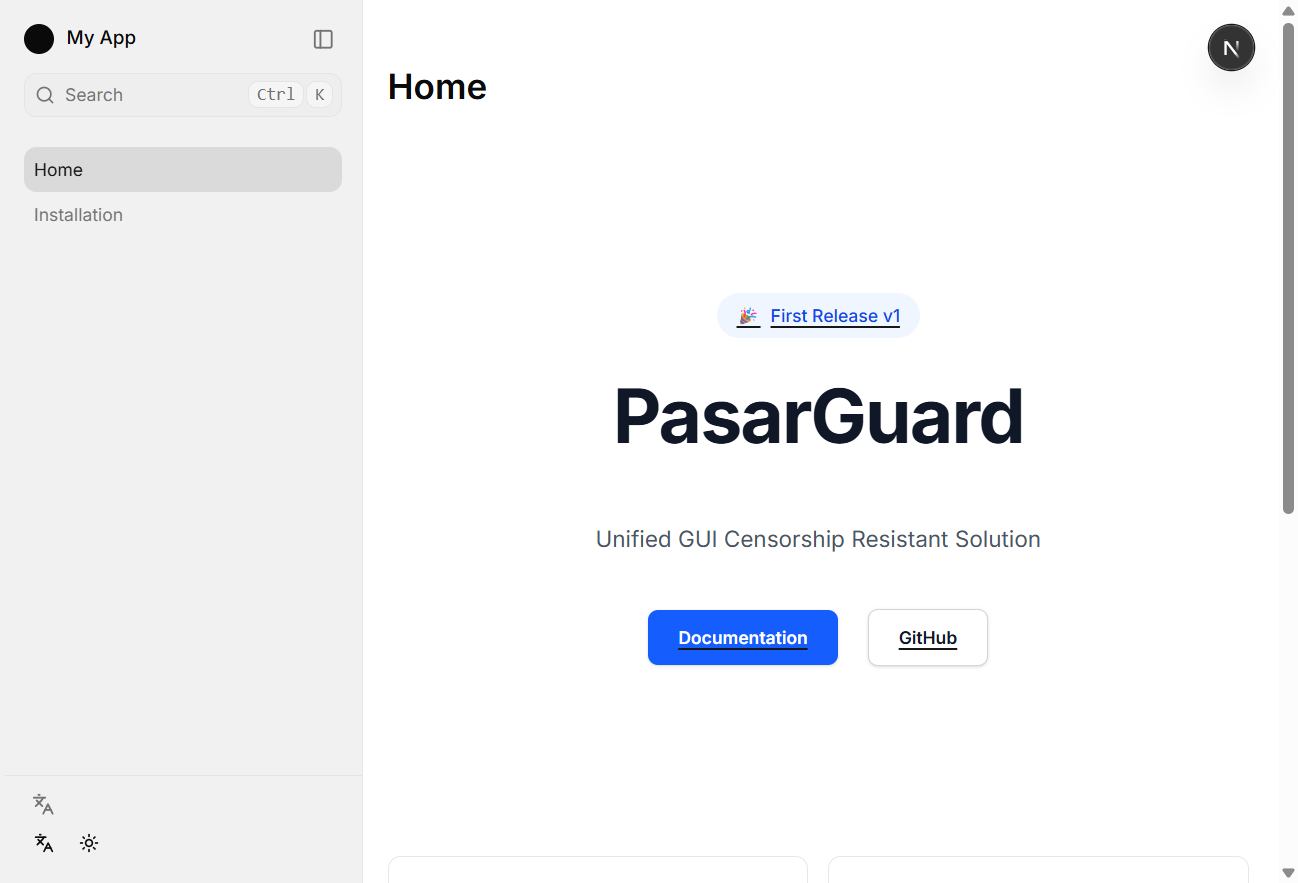 My App
Search Ctrl K
Home
Installation
Home
N
🎉 First Release v1
PasarGuard
Unified GUI Censorship Resistant Solution
Documentation GitHub